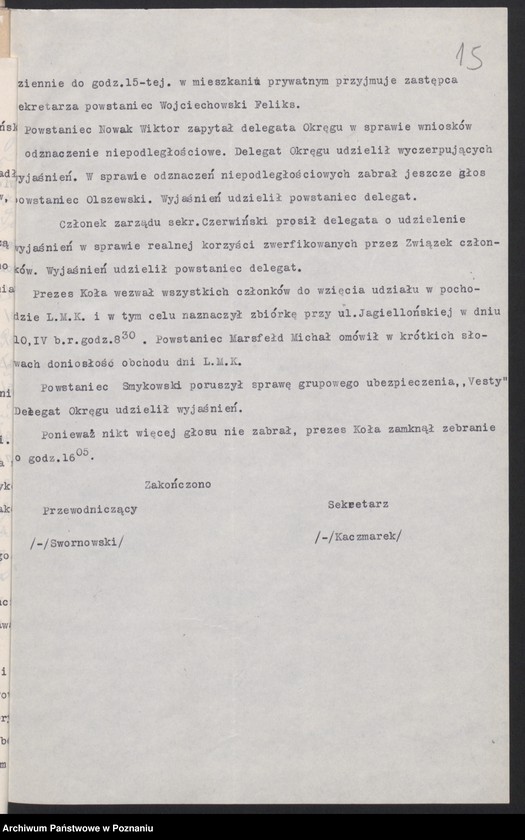 15
ziennie do godz.15-tej. w mieszkaniu prywatnym przyjmuje zastępca
ekretarza powstaniec Wojciechowski Feliks.
Powstaniec Nowak Wiktor zapytał delegata Okręgu w sprawie wniosków
odznaczenie niepodległościowe. Delegat Okręgu udzielił wyczerpujących
wyjaśnień. W sprawie odznaczeń niepodległościowych zabrał jeszcze głos
powstaniec Olszewski. Wyjaśnień udzielił powstaniec delegat.
Członek zarządu sekr.Czerwiński prosił delegata o udzielenie
wyjaśnień w sprawie realnej korzyści zwerfikowanych przez Związek człon-
ków. Wyjaśnień udzielił powstaniec delegat.
Prezes Koła wezwał wszystkich członków do wzięcia udziału w pocho-
dzie L.M.K. i w tym celu naznaczył zbiórkę przy ul.Jagiellońskiej w dniu
10,IV b.r.godz.8³⁰ . Powstaniec Marsfeld Michał omówił w krótkich sło-
wach doniosłość obchodu dni L.M.K.
Powstaniec Smykowski poruszył sprawę grupowego ubezpieczenia,,Vesty"
Delegat Okręgu udzielił wyjaśnień.
Ponieważ nikt więcej głosu nie zabrał, prezes Koła zamknął zebranie
o godz.16⁰⁵.
Zakończono
Przewodniczący
Sekretarz
/-/Swornowski/
/-/Kaczmarek/
Archiwum Państwowe w Poznaniu